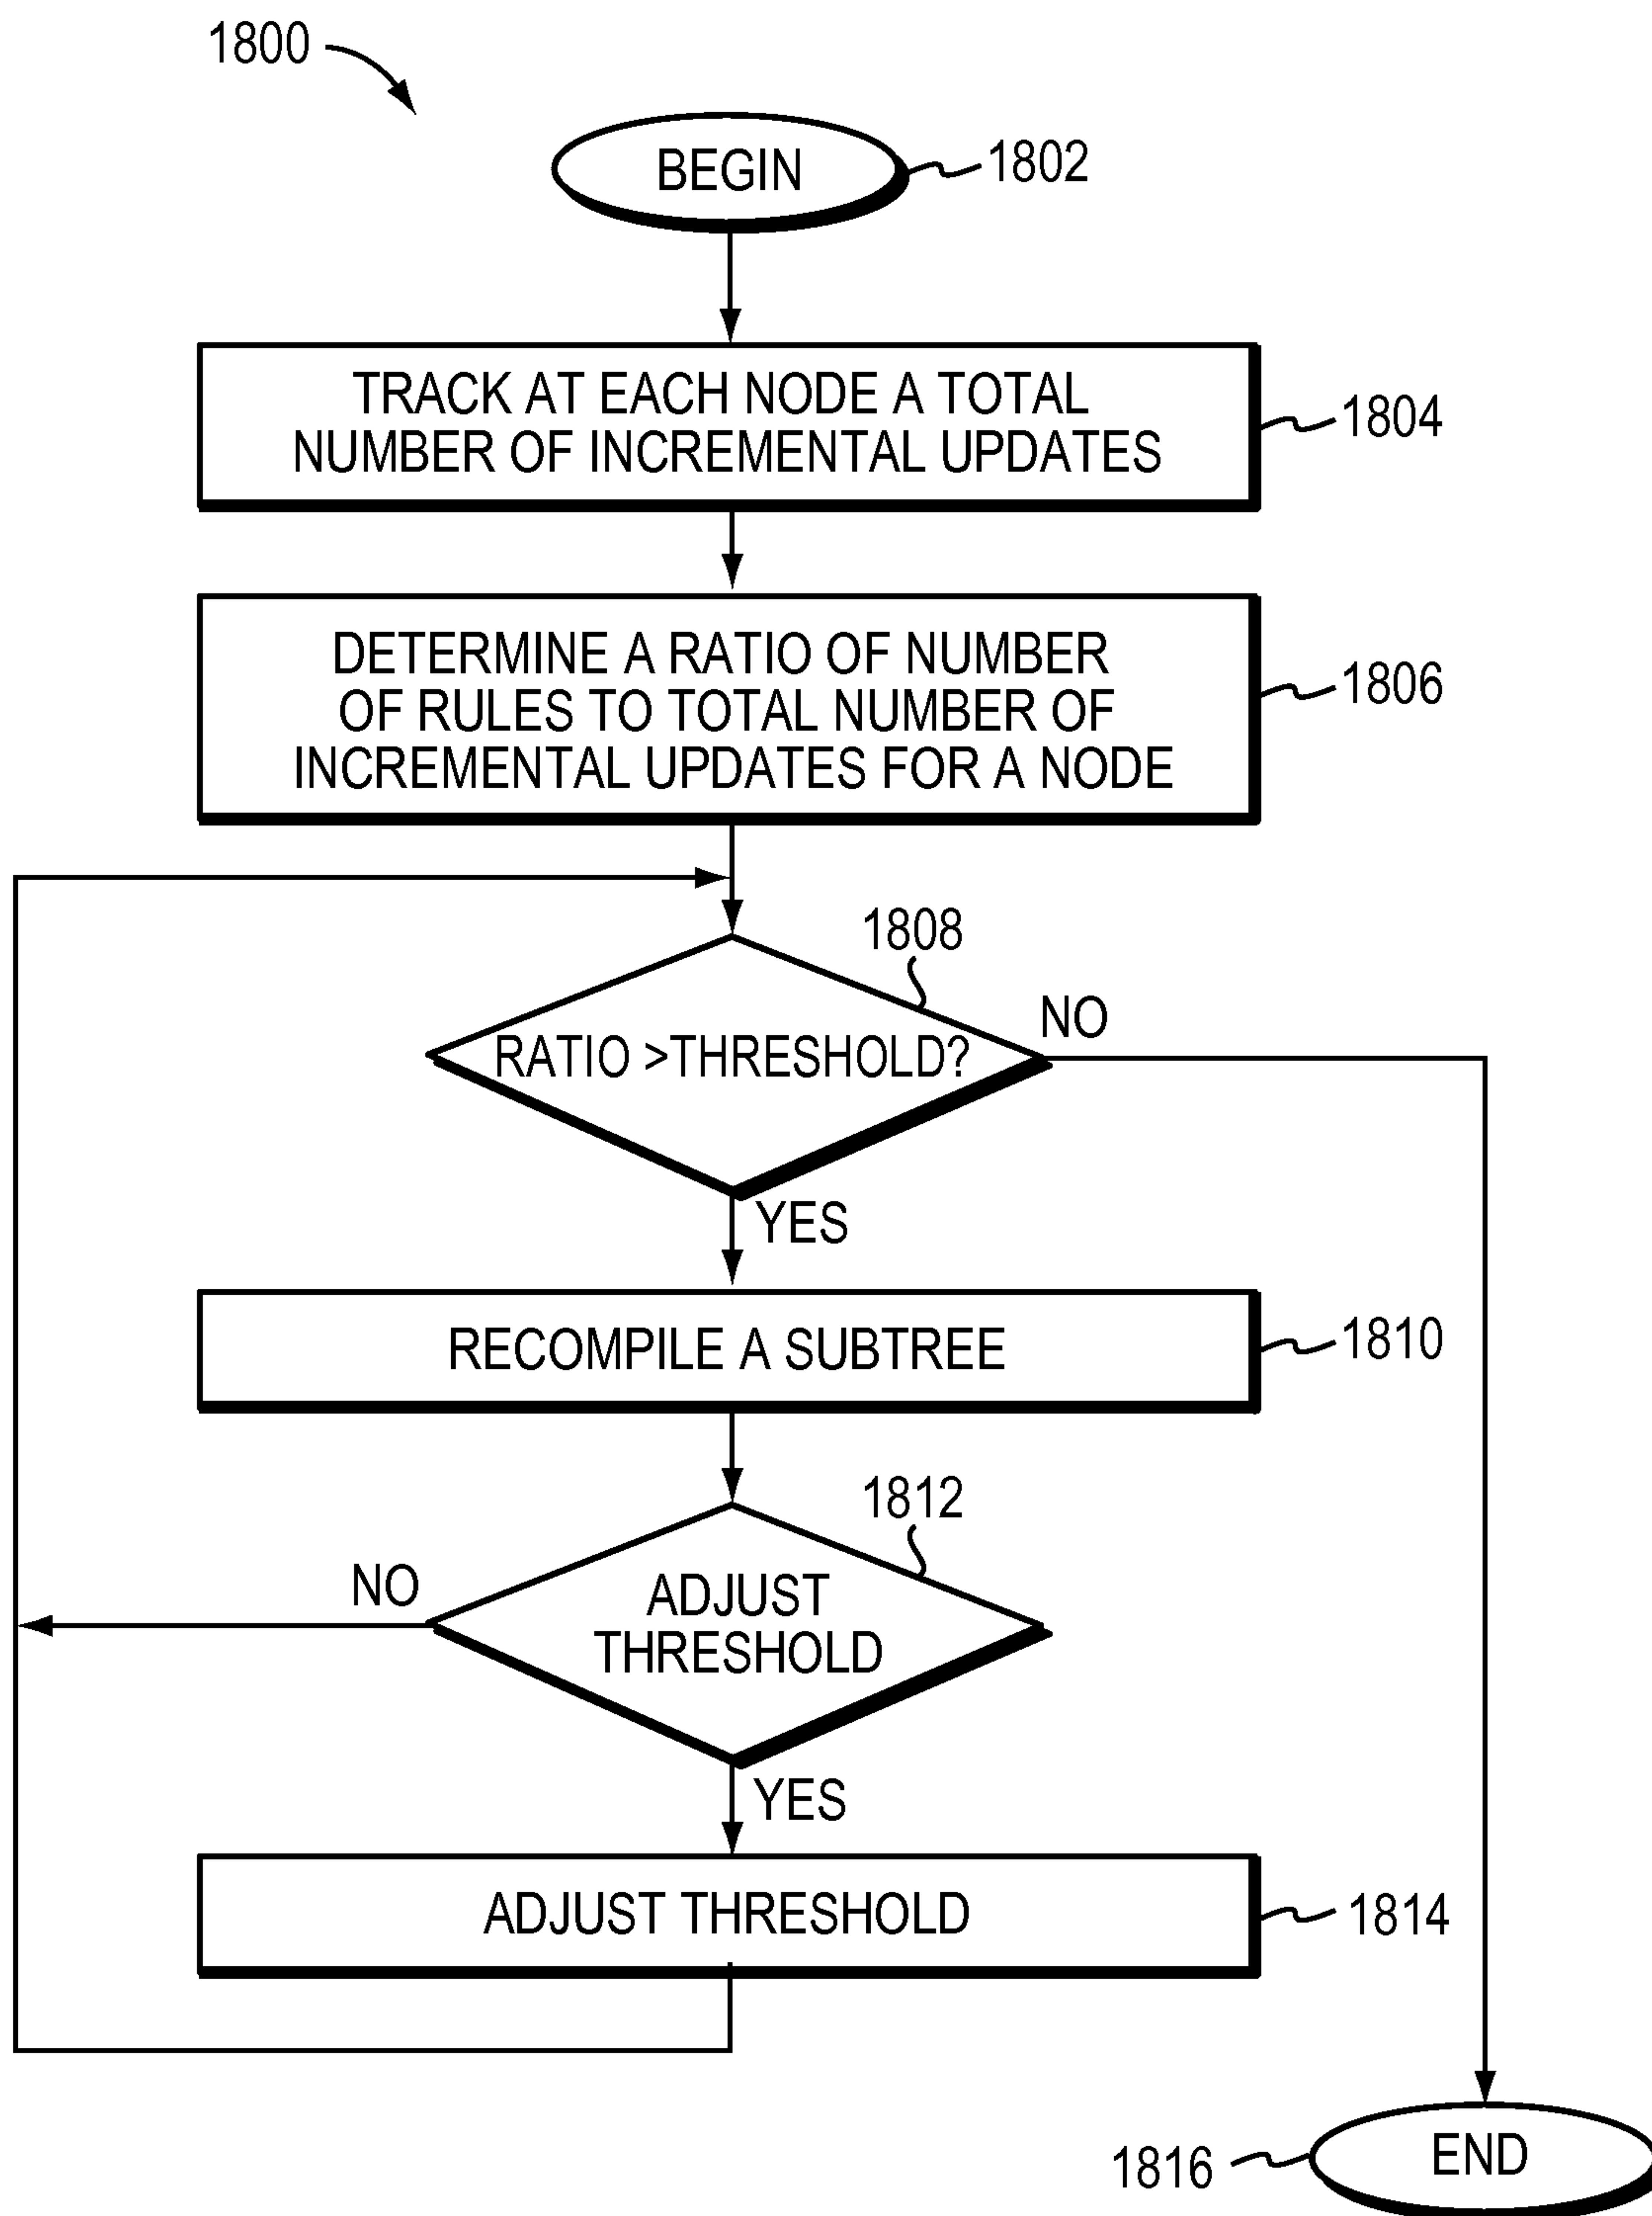 1800
BEGIN
1802
TRACK AT EACH NODE A TOTAL
NUMBER OF INCREMENTAL UPDATES
1804
DETERMINE A RATIO OF NUMBER
OF RULES TO TOTAL NUMBER OF
INCREMENTAL UPDATES FOR A NODE
1806
1808
RATIO >THRESHOLD?
NO
YES
RECOMPILE A SUBTREE
1810
1812
ADJUST
THRESHOLD
NO
YES
ADJUST THRESHOLD
1814
END
1816